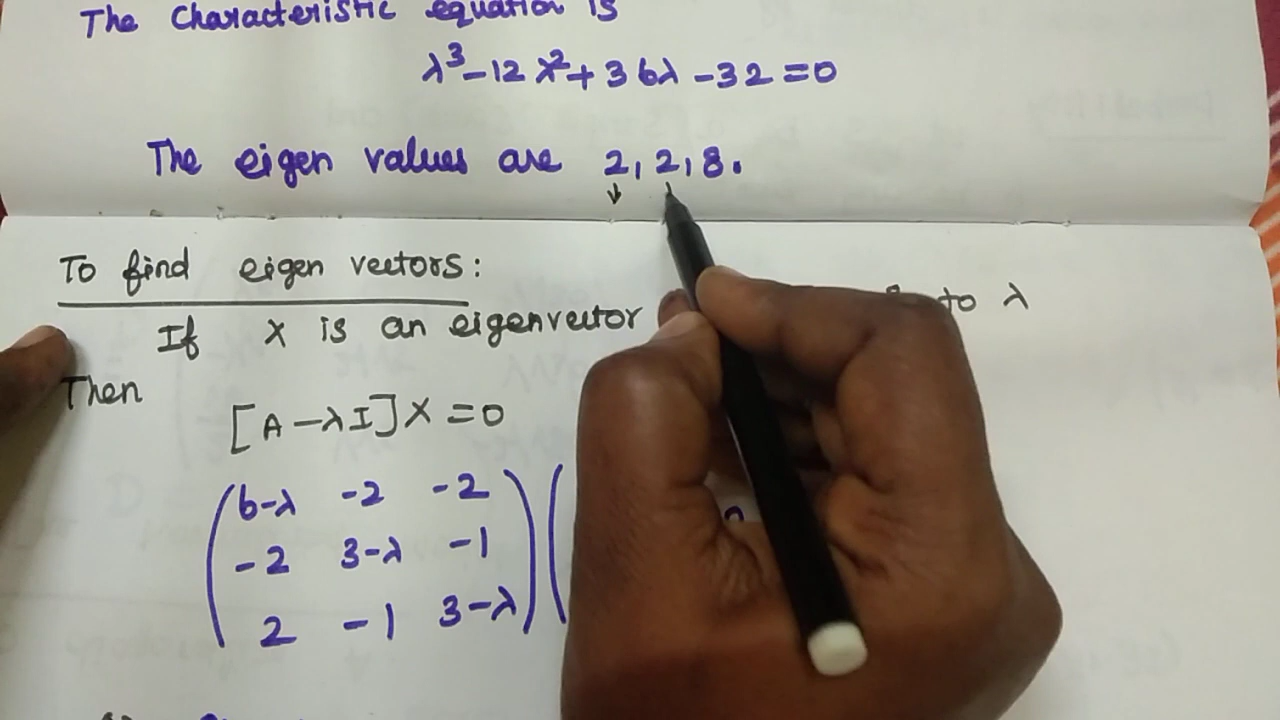 The Characteristic equation is
λ³-12λ²+36λ-32=0
The eigen values are 2,2,8.
To find eigen vectors:
If X is an eigenvector to λ
Then
[A-λI]X=0
6-λ -2 -2
-2 3-λ -1
2 -1 3-λ